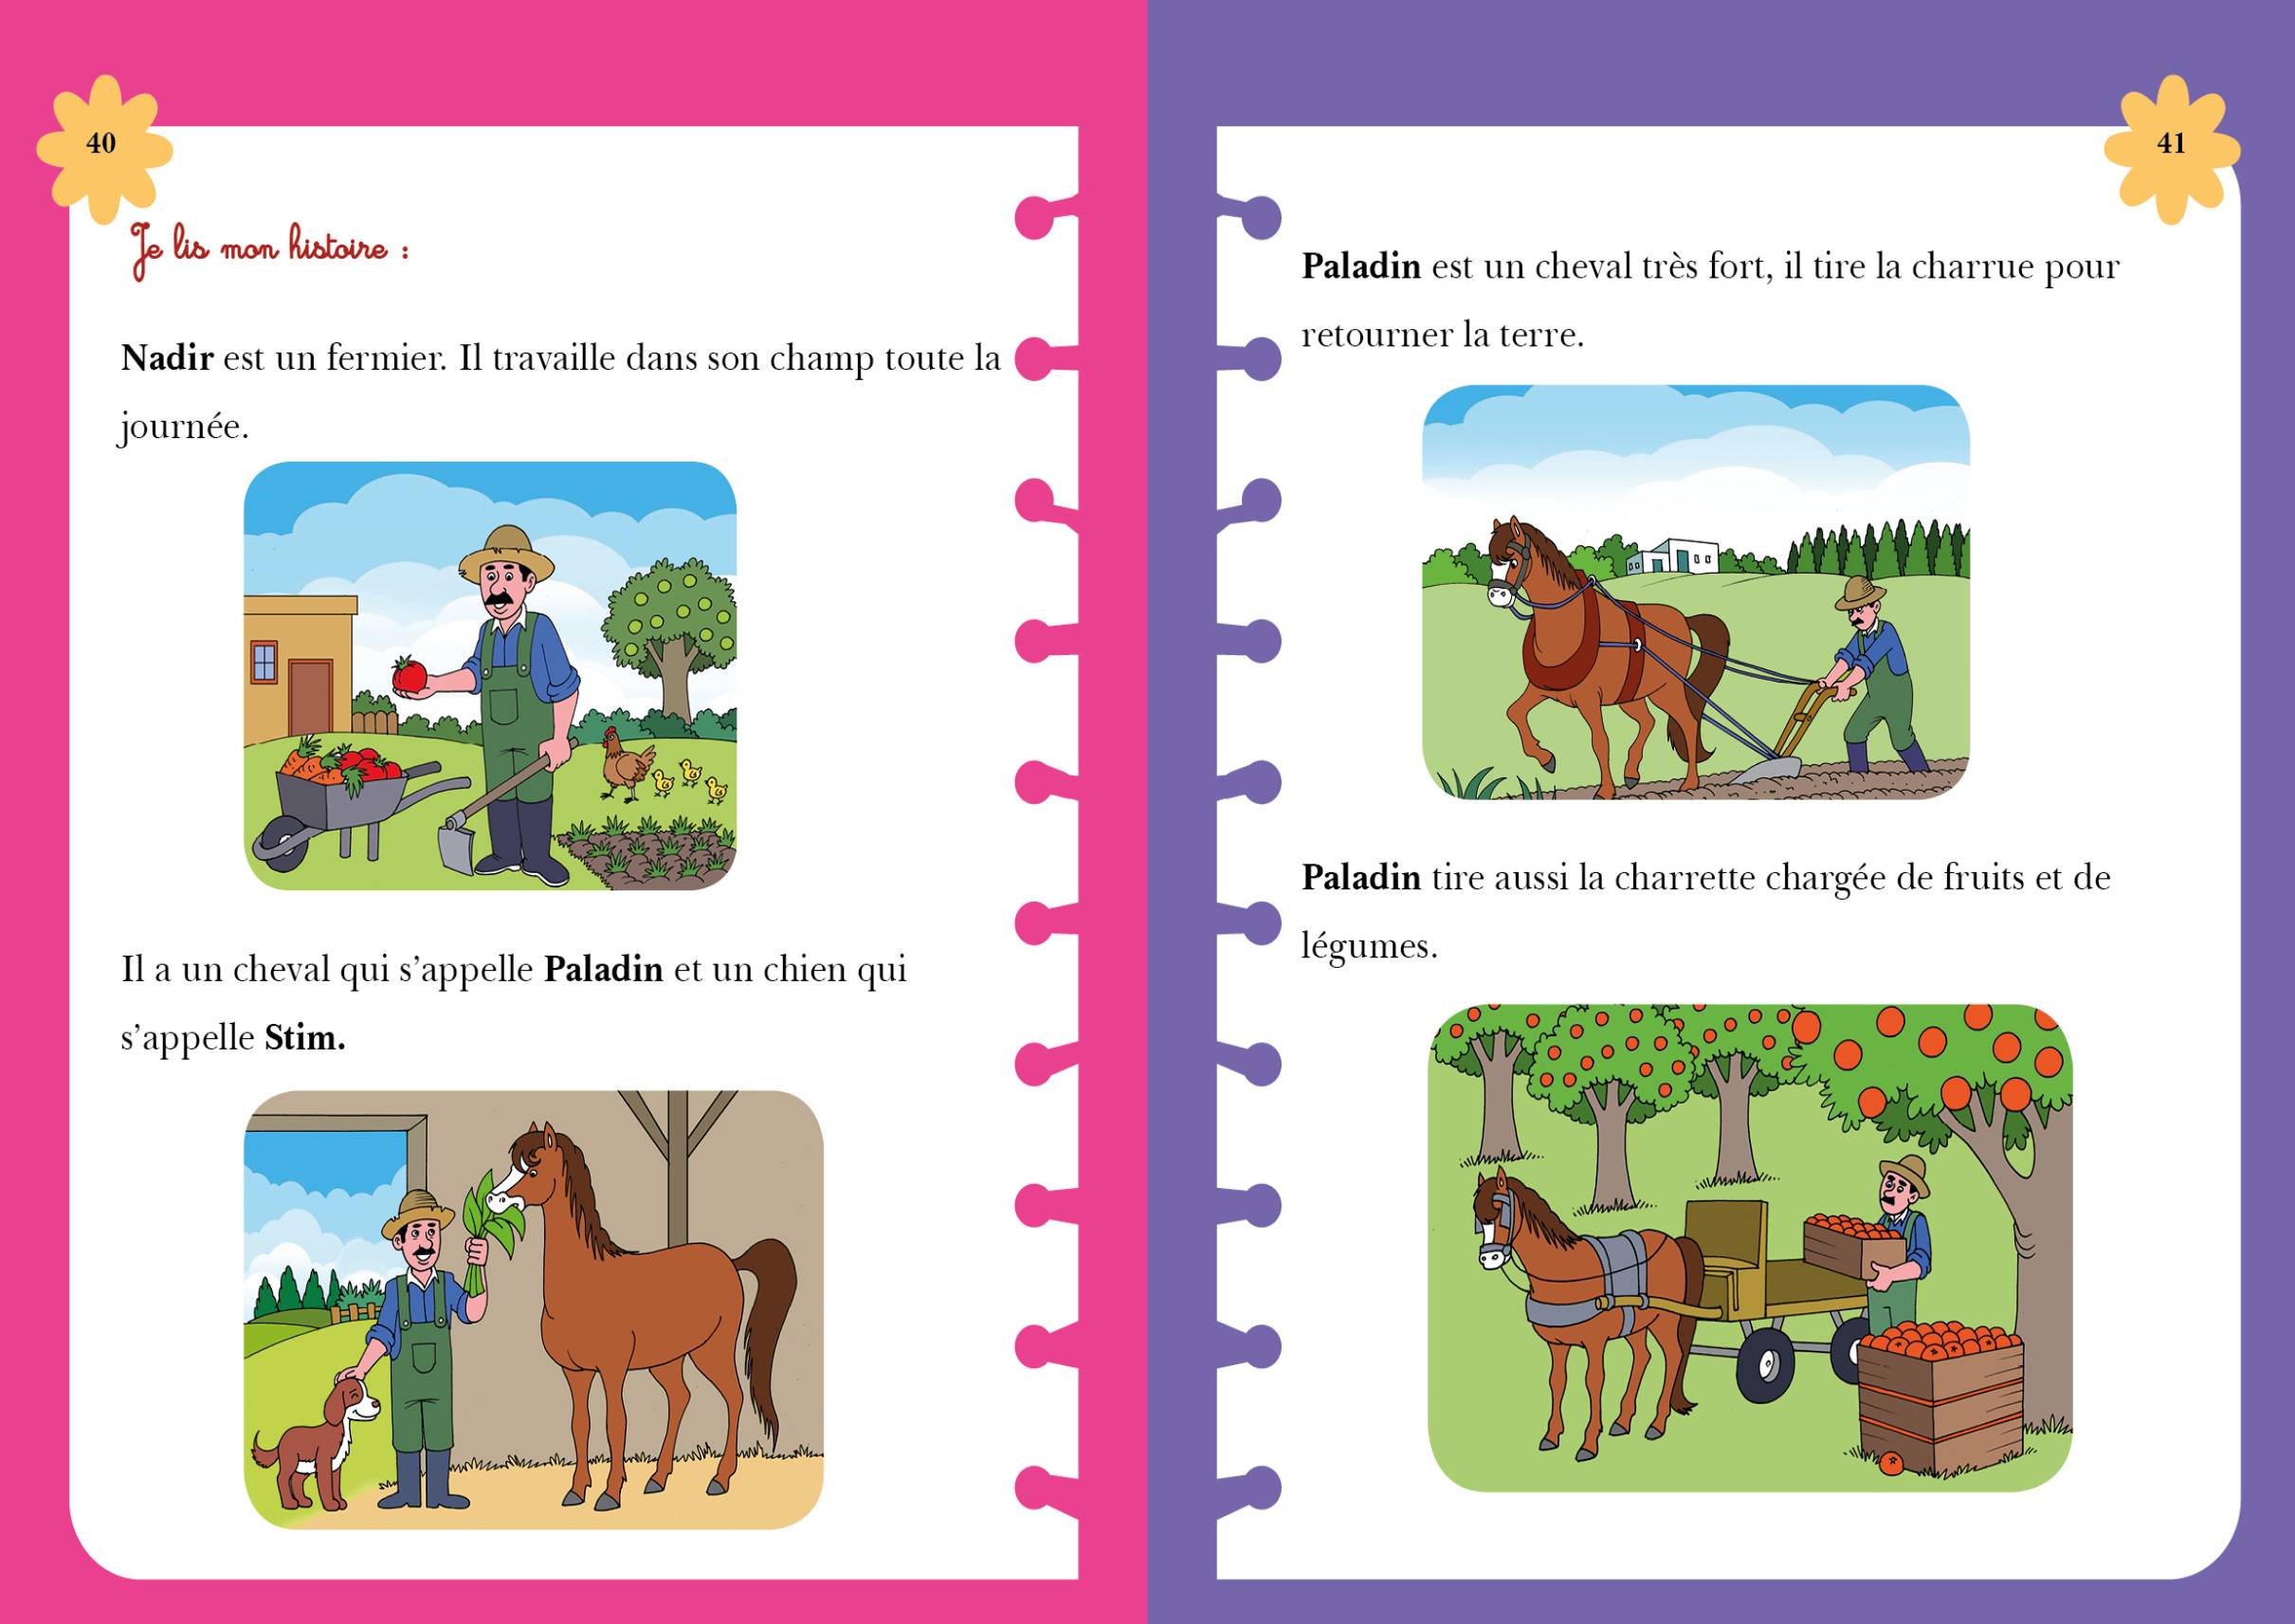 40
Je lis mon histoire :
Nadir est un fermier. Il travaille dans son champ toute la
journée.
Il a un cheval qui s’appelle Paladin et un chien qui
s’appelle Stim.
41
Paladin est un cheval très fort, il tire la charrue pour
retourner la terre.
Paladin tire aussi la charrette chargée de fruits et de
légumes.